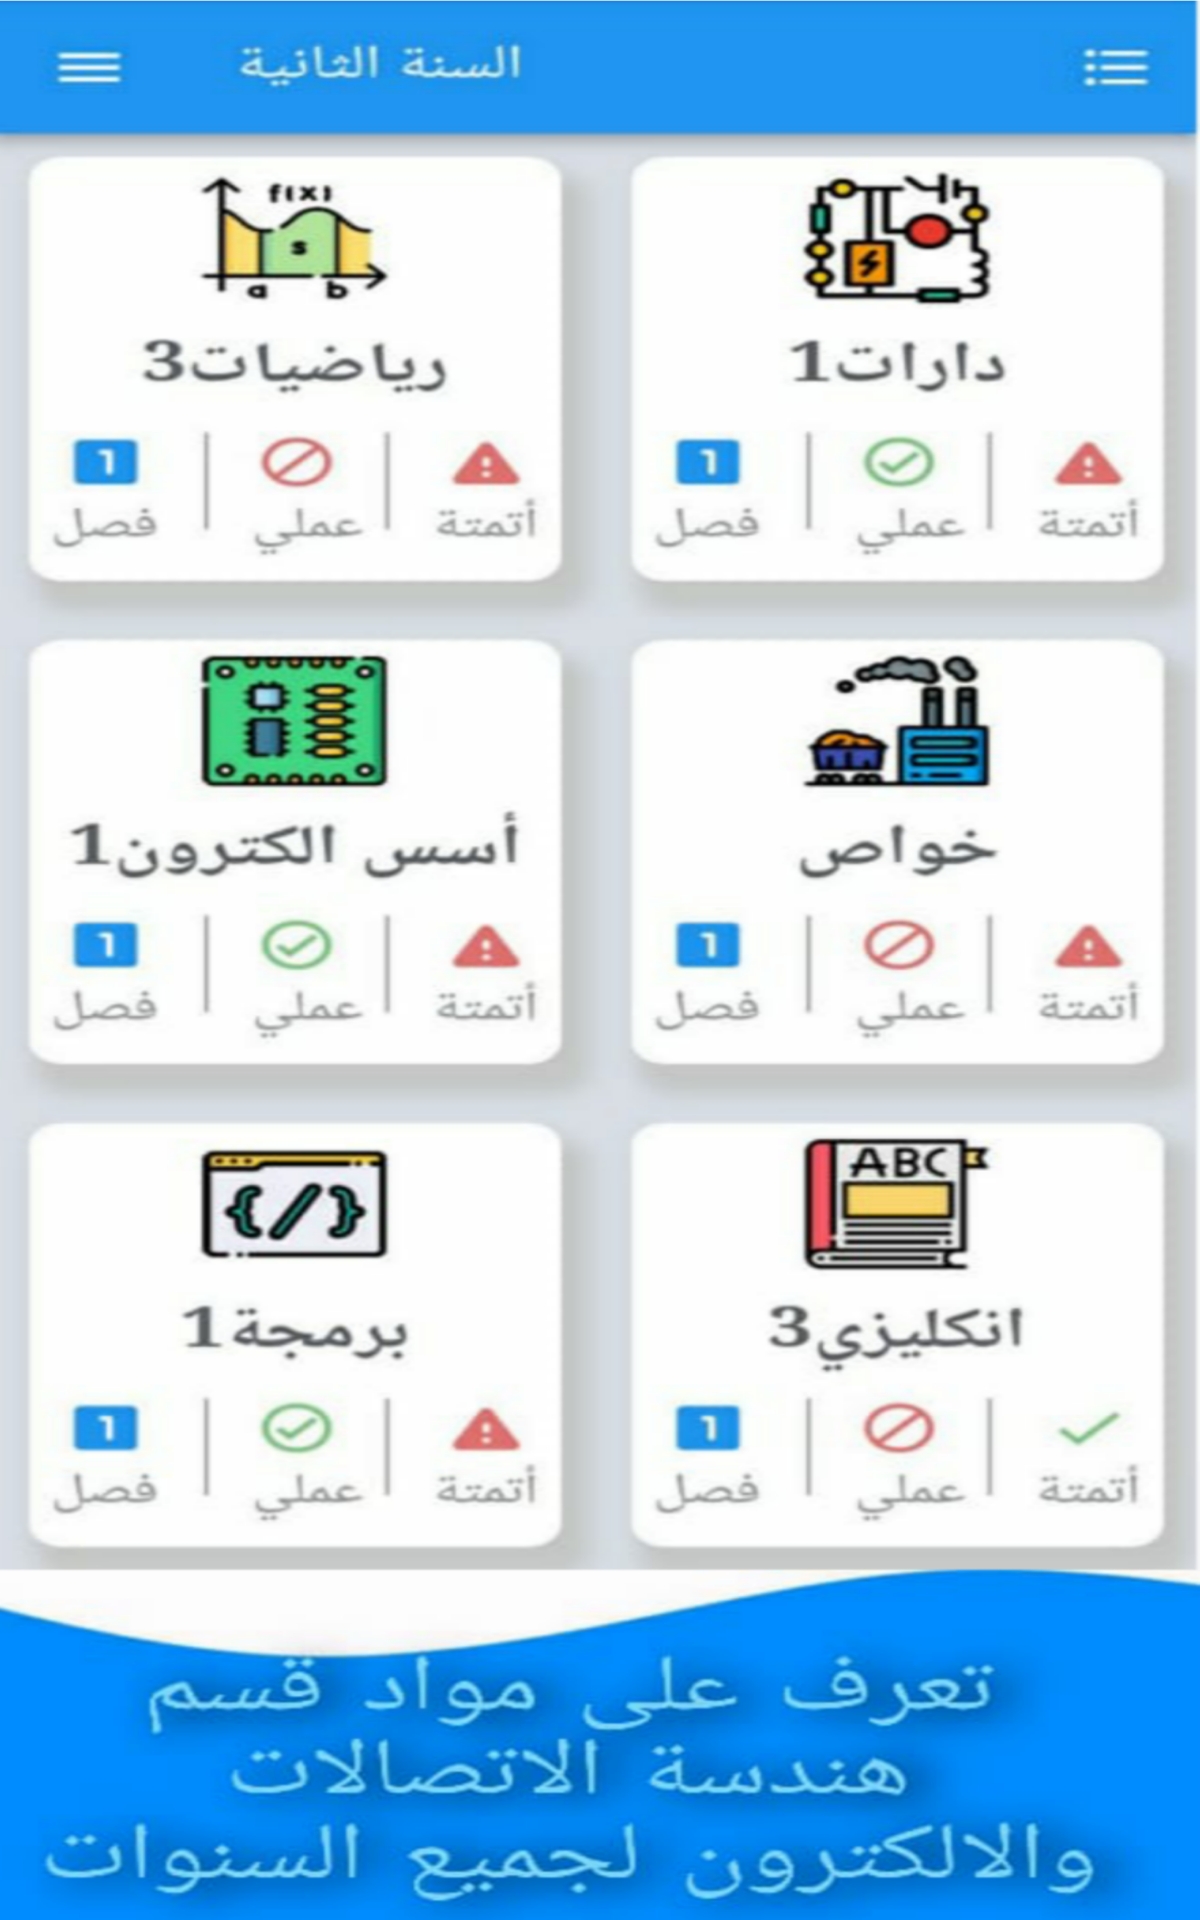 السنة الثانية
دارات1
أتمتة عملي فصل
1
f(x)
s
a b
رياضيات3
أتمتة عملي فصل
1
خواص
أتمتة عملي فصل
1
أسس الكترون1
أتمتة عملي فصل
1
ABC
انكليزي3
أتمتة عملي فصل
1
{/}
برمجة1
أتمتة عملي فصل
1
تعرف على مواد قسم
هندسة الاتصالات
والالكترون لجميع السنوات